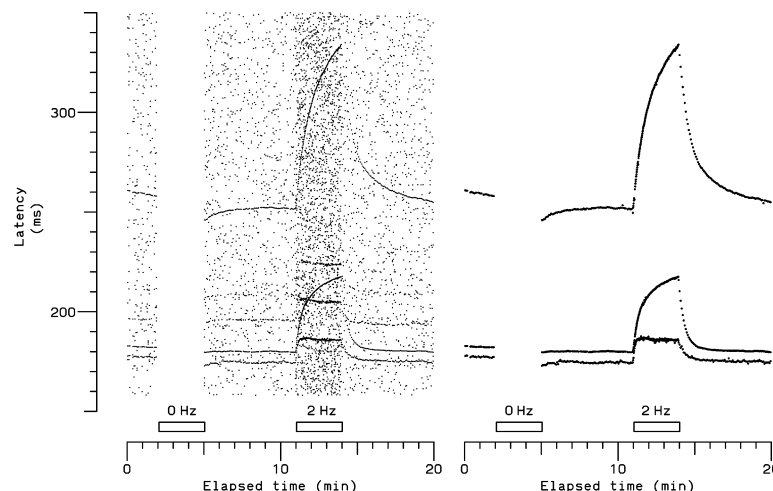 300
Latency
(ms)
200
0 Hz
2 Hz
0 Hz
2 Hz
0
10
20
0
10
20
Elapsed time (min)
Elapsed time (min)